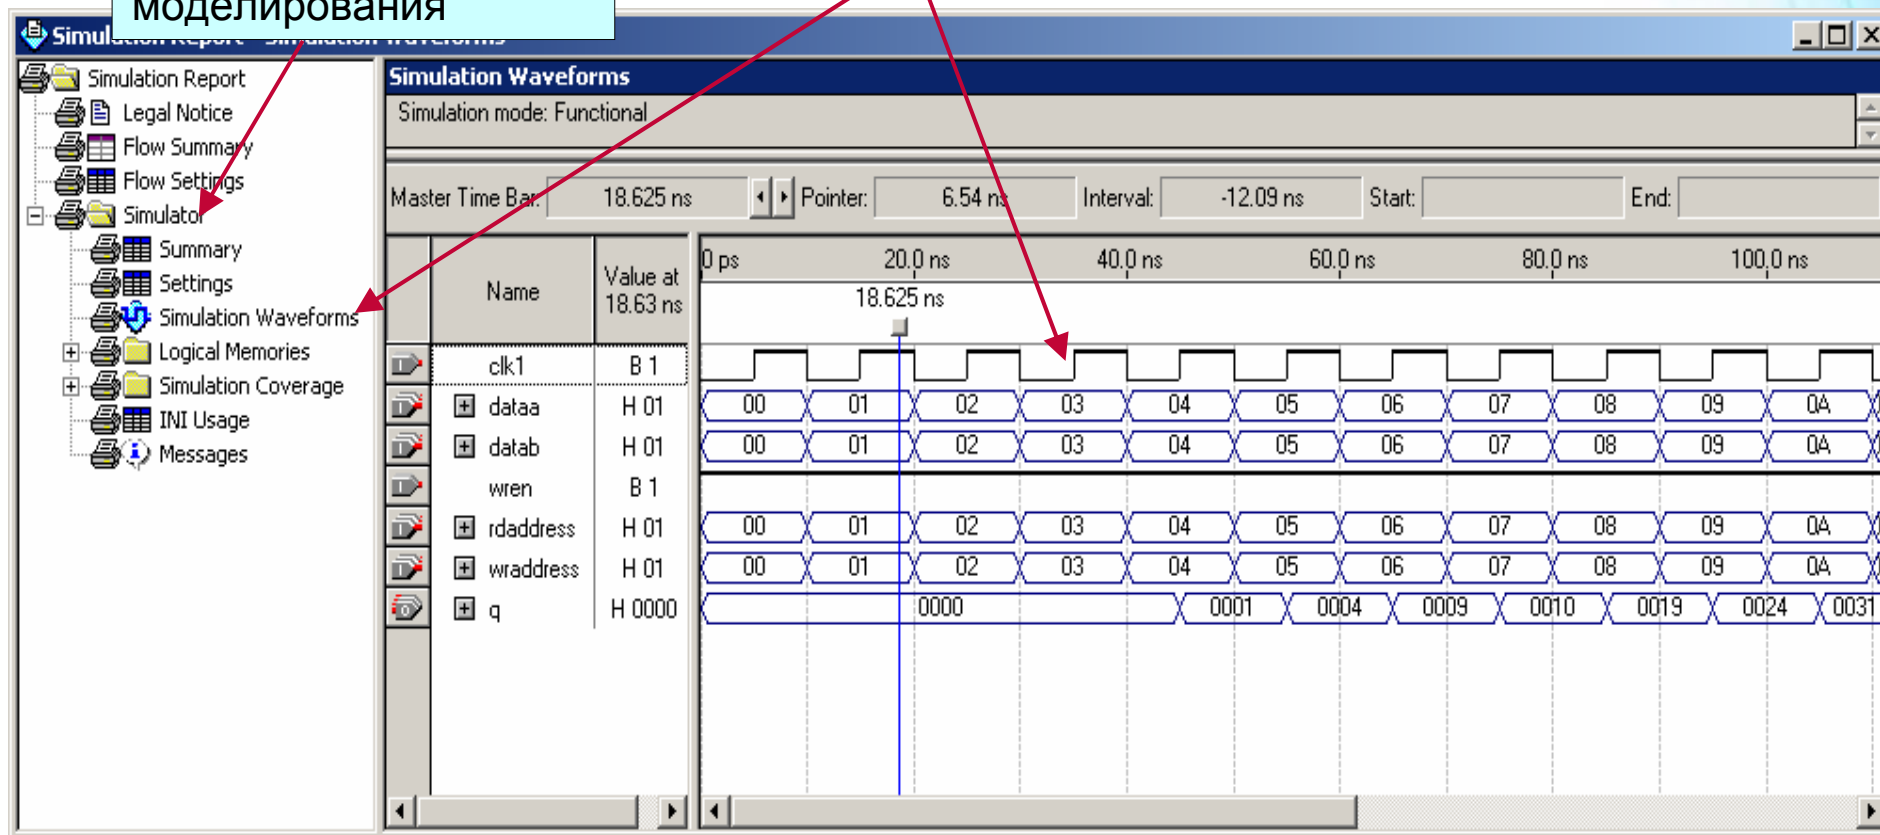 моделирования
Simulation Report - Simulation Waveforms
Simulation Report
Legal Notice
Flow Summary
Flow Settings
Simulator
Summary
Settings
Simulation Waveforms
Logical Memories
Simulation Coverage
INI Usage
Messages
Simulation Waveforms
Simulation mode: Functional
Master Time Bar: 18.625 ns Pointer: 6.54 ns Interval: -12.09 ns Start: End:
Name Value at 18.63 ns
0 ps 20.0 ns 40.0 ns 60.0 ns 80.0 ns 100.0 ns
18.625 ns
clk1 B 1
dataa H 01 00 01 02 03 04 05 06 07 08 09 0A
datab H 01 00 01 02 03 04 05 06 07 08 09 0A
wren B 1
rdaddress H 01 00 01 02 03 04 05 06 07 08 09 0A
wraddress H 01 00 01 02 03 04 05 06 07 08 09 0A
q H 0000 0000 0001 0004 0009 0010 0019 0024 0031